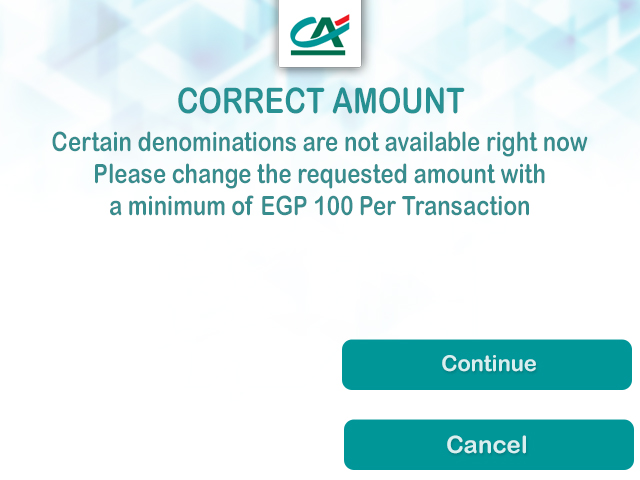 CORRECT AMOUNT
Certain denominations are not available right now
Please change the requested amount with
a minimum of EGP 100 Per Transaction
Continue
Cancel